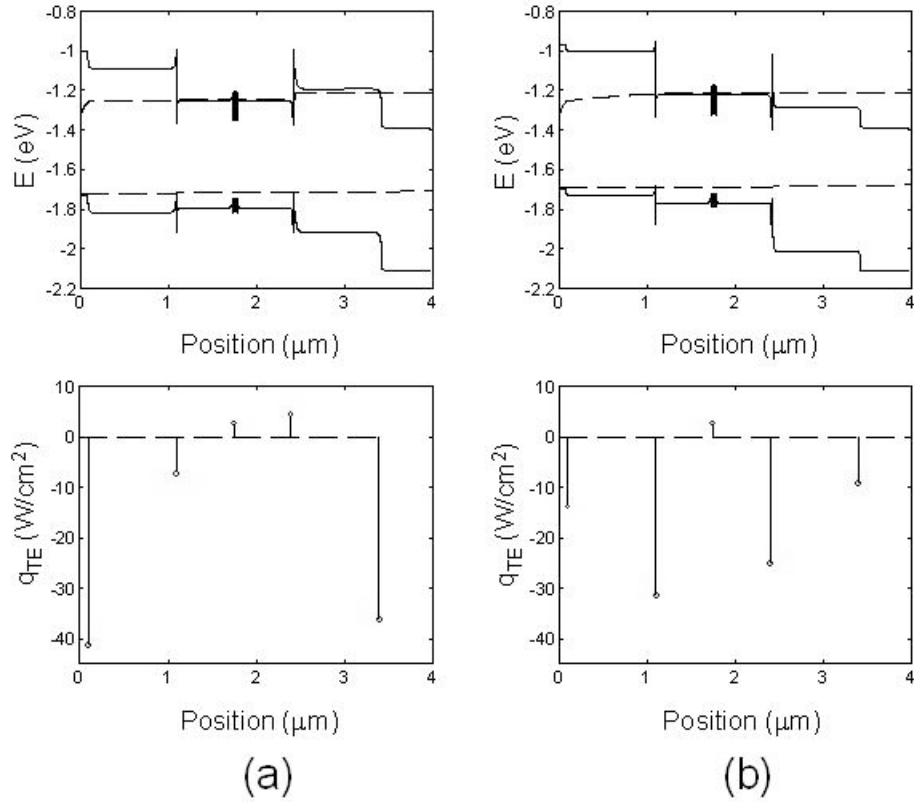 -0.8
-1
-1.2
-1.4
-1.6
-1.8
-2
-2.2
E (eV)
0 1 2 3 4
Position (μm)
-0.8
-1
-1.2
-1.4
-1.6
-1.8
-2
-2.2
E (eV)
0 1 2 3 4
Position (μm)
10
0
-10
-20
-30
-40
qTE (W/cm2)
0 1 2 3 4
Position (μm)
(a)
10
0
-10
-20
-30
-40
qTE (W/cm2)
0 1 2 3 4
Position (μm)
(b)